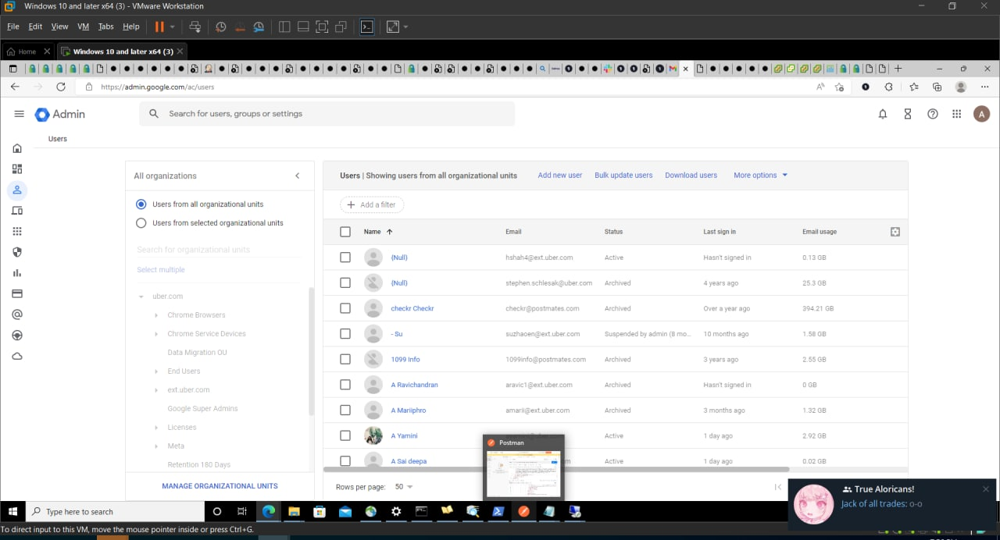 Windows 10 and later x64 (3) - VMware Workstation
File Edit View VM Tabs Help
Home Windows 10 and later x64 (3)
https://admin.google.com/ac/users
Admin
Search for users, groups or settings
A
Users
All organizations
Users from all organizational units
Users from selected organizational units
Search for organizational units
Select multiple
uber.com
Chrome Browsers
Chrome Service Devices
Data Migration OU
End Users
ext.uber.com
Google Super Admins
Licenses
Meta
Retention 180 Days
MANAGE ORGANIZATIONAL UNITS
Users | Showing users from all organizational units Add new user Bulk update users Download users More options
Add a filter
Name Email Status Last sign in Email usage
{Null} hshah4@ext.uber.com Active Hasn't signed in 0.13 GB
{Null} stephen.schlesak@uber.com Archived 4 years ago 25.3 GB
checkr Checkr checkr@postmates.com Archived Over a year ago 394.21 GB
- Su suzhaoen@ext.uber.com Suspended by admin (8 mo... 10 months ago 1.58 GB
1099 Info 1099info@postmates.com Archived 3 years ago 2.55 GB
A Ravichandran aravic1@ext.uber.com Archived Hasn't signed in 0 GB
A Mariiphro amarii@ext.uber.com Archived 3 months ago 1.32 GB
A Yamini Active 1 day ago 2.92 GB
A Sai deepa Active 1 day ago 0.02 GB
Postman
Rows per page: 50
True Aloricans!
Jack of all trades: o-o
Type here to search
To direct input to this VM, move the mouse pointer inside or press Ctrl+G.